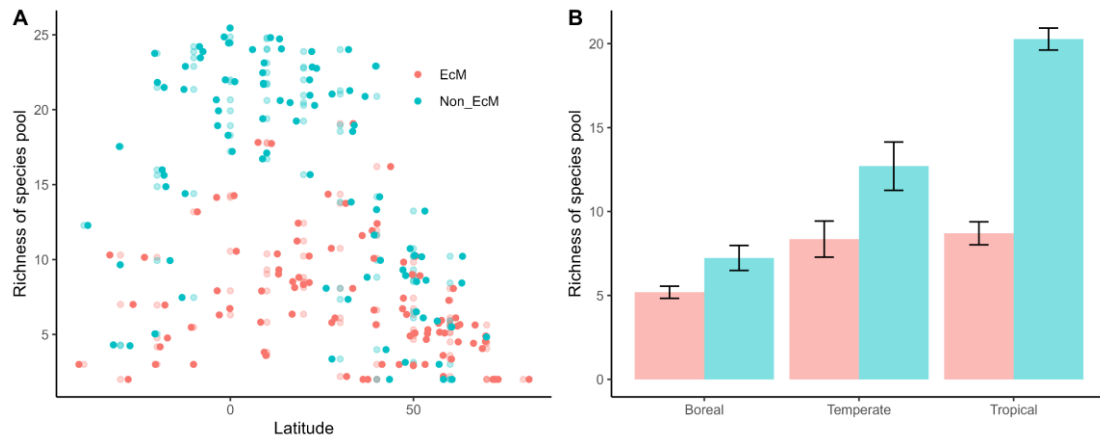 A
Richness of species pool
25
20
15
10
5
EcM
Non_EcM
0
50
Latitude
B
Richness of species pool
20
15
10
5
0
Boreal
Temperate
Tropical